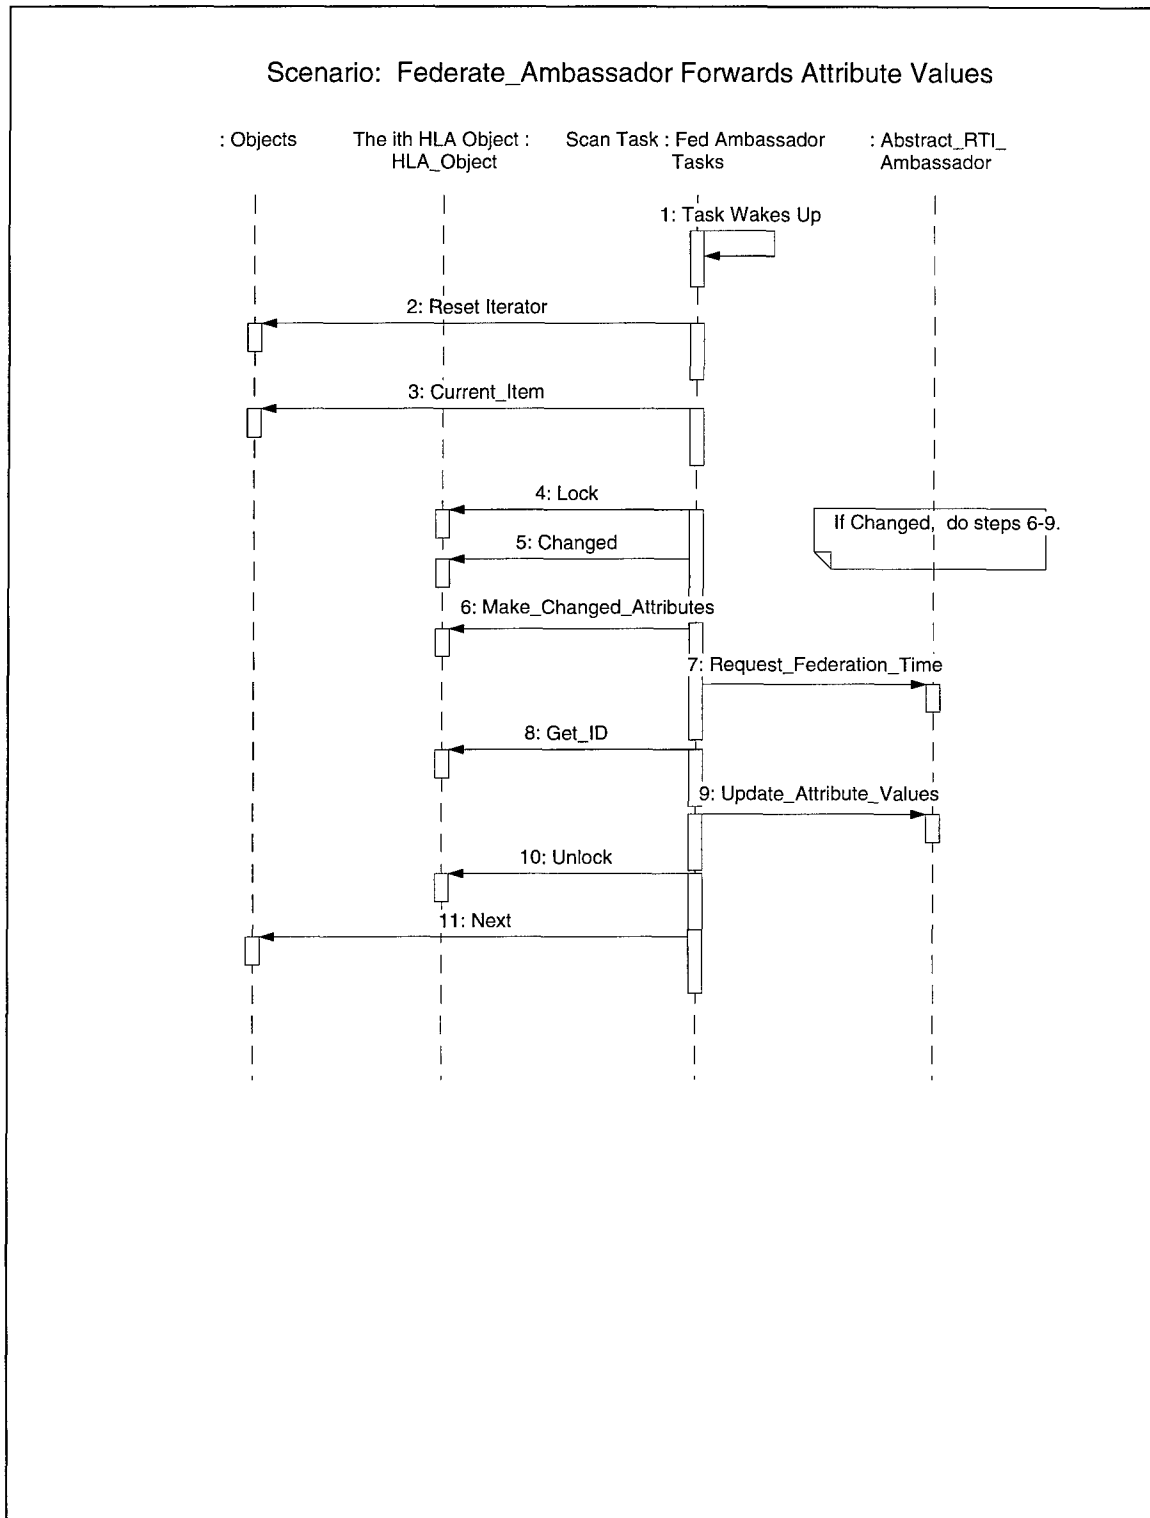 Scenario: Federate_Ambassador Forwards Attribute Values
: Objects
The ith HLA Object :
HLA_Object
Scan Task : Fed Ambassador
Tasks
: Abstract_RTI_
Ambassador
1: Task Wakes Up
2: Reset Iterator
3: Current_Item
4: Lock
If Changed, do steps 6-9.
5: Changed
6: Make_Changed_Attributes
7: Request_Federation_Time
8: Get_ID
9: Update_Attribute_Values
10: Unlock
11: Next